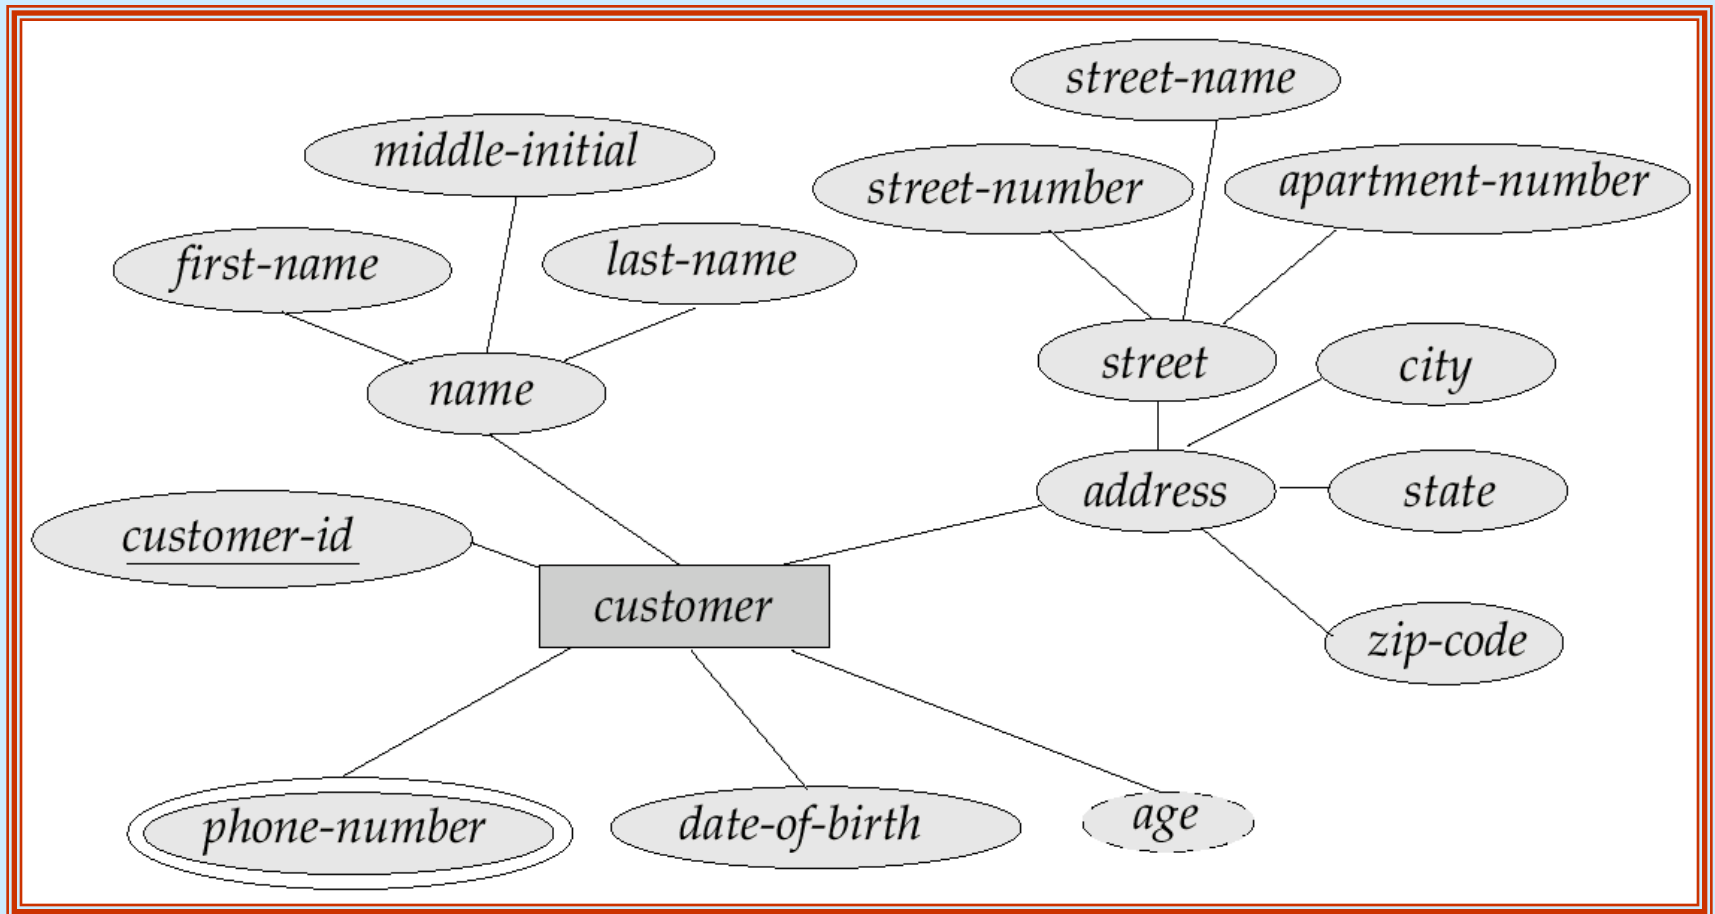 street-name
middle-initial
street-number
apartment-number
first-name
last-name
street
city
name
address
state
customer-id
customer
zip-code
phone-number
date-of-birth
age